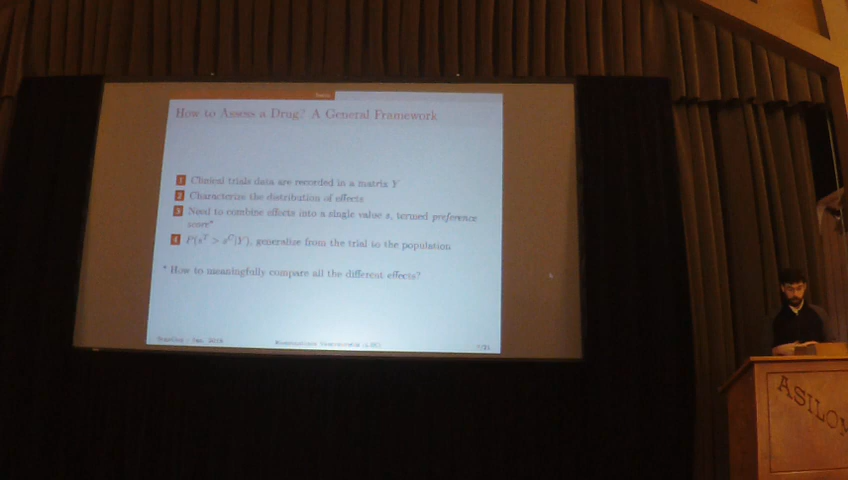 How to Assess a Drug? A General Framework
1 Clinical trials data are recorded in a matrix Y
2 Characterize the distribution of effects
3 Need to combine effects into a single value s, termed preference
score*
4 P(s^T > s^C|Y), generalize from the trial to the population
* How to meaningfully compare all the different effects?
ASILOM